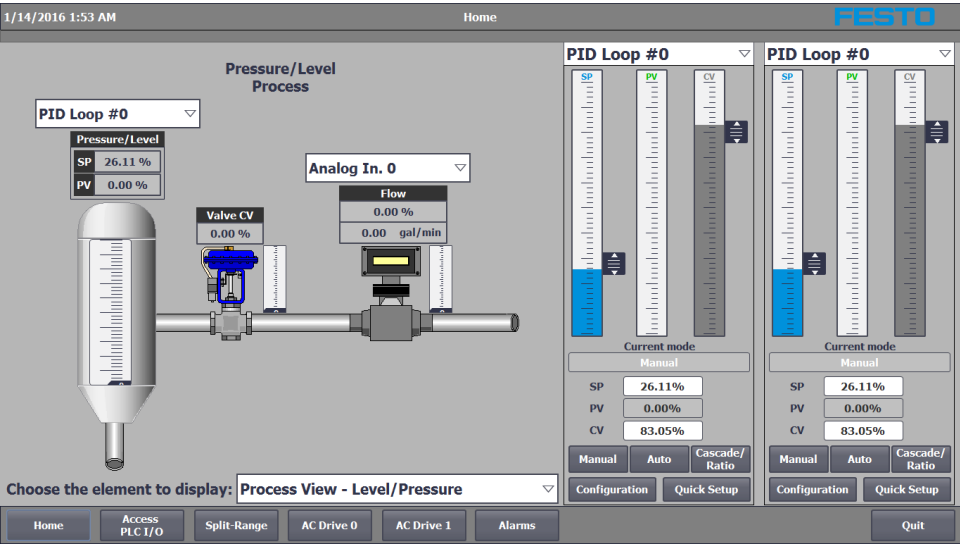 1/14/2016 1:53 AM
Home
FESTO
Pressure/Level
Process
PID Loop #0
Pressure/Level
SP 26.11 %
PV 0.00 %
Analog In. 0
Flow
0.00 %
0.00 gal/min
Valve CV
0.00 %
0
0
0
Choose the element to display: Process View - Level/Pressure
PID Loop #0
SP PV CV
Current mode
Manual
SP 26.11%
PV 0.00%
CV 83.05%
Manual Auto Cascade/
Ratio
Configuration Quick Setup
PID Loop #0
SP PV CV
Current mode
Manual
SP 26.11%
PV 0.00%
CV 83.05%
Manual Auto Cascade/
Ratio
Configuration Quick Setup
Home Access
PLC I/O Split-Range AC Drive 0 AC Drive 1 Alarms Quit